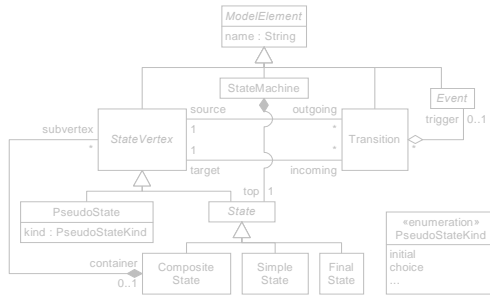 ModelElement
name : String
StateMachine
Event
source
outgoing
trigger
0..1
subvertex
*
StateVertex
1
*
Transition
*
1
*
target
incoming
top
1
PseudoState
kind : PseudoStateKind
State
«enumeration»
PseudoStateKind
initial
choice
...
container
0..1
Composite
State
Simple
State
Final
State